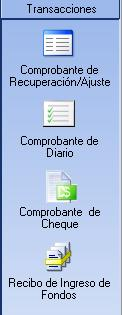 Transacciones
Comprobante de
Recuperación/Ajuste
Comprobante de
Diario
Comprobante de
Cheque
Recibo de Ingreso de
Fondos